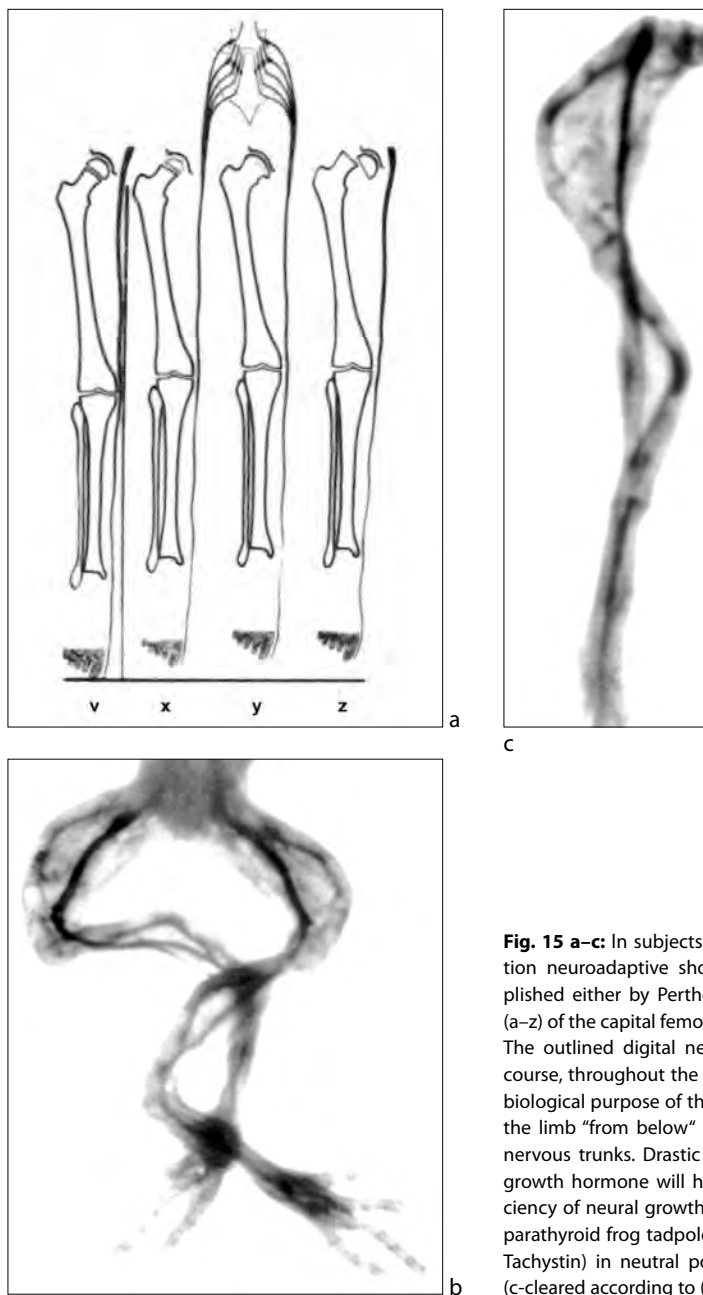 v x y z
a
c
b
Fig. 15 a–c: In subjects
tion neuroadaptive sho
plished either by Perth
(a–z) of the capital femo
The outlined digital ne
course, throughout the
biological purpose of th
the limb “from below“
nervous trunks. Drastic
growth hormone will h
ciency of neural growth
parathyroid frog tadpol
Tachystin) in neutral po
(c-cleared according to (